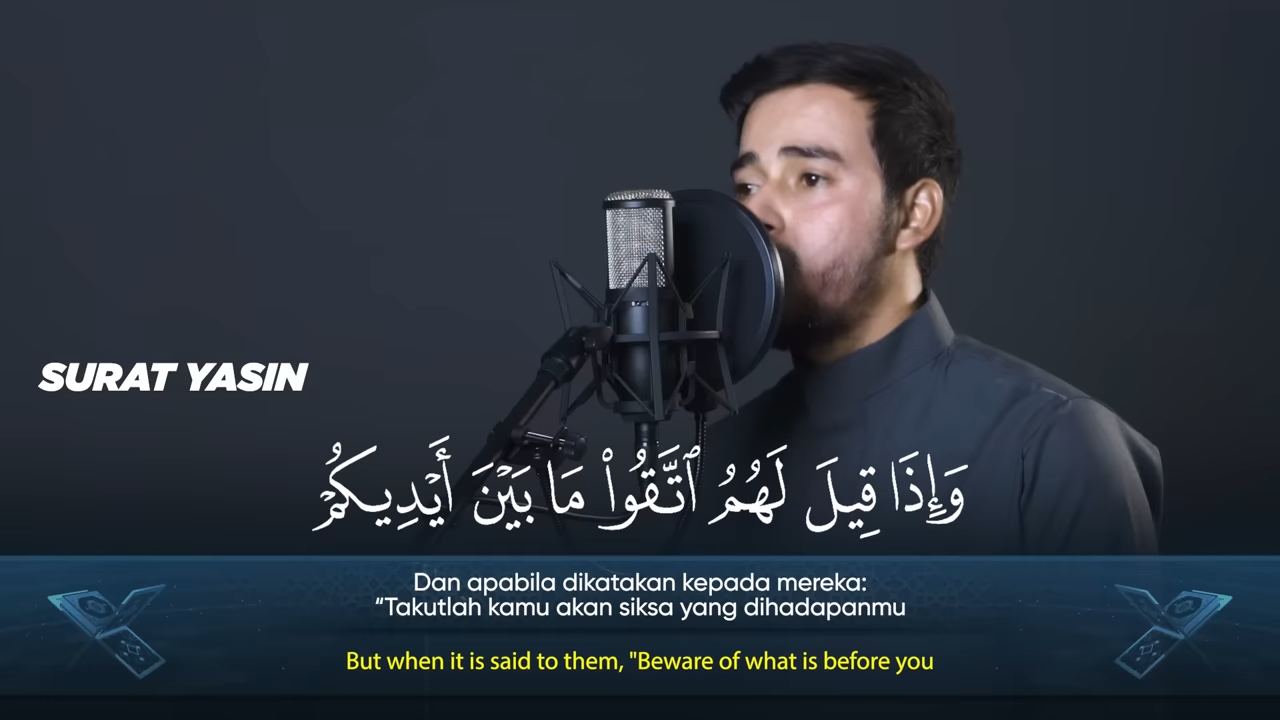 SURAT YASIN
وَإِذَا قِيلَ لَهُمُ ٱتَّقُوا۟ مَا بَيْنَ أَيْدِيكُمْ
Dan apabila dikatakan kepada mereka:
“Takutlah kamu akan siksa yang dihadapanmu
But when it is said to them, "Beware of what is before you